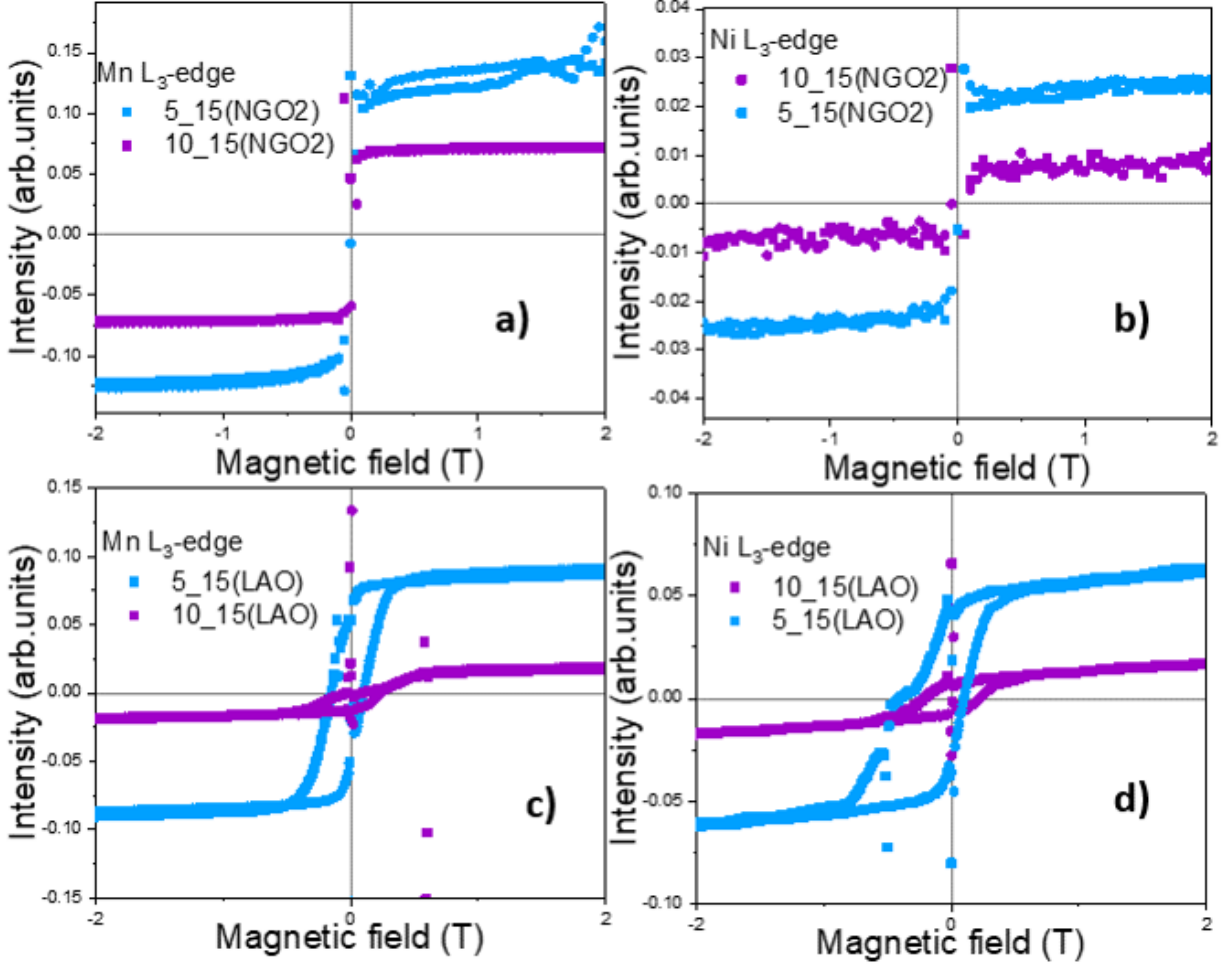 Intensity (arb.units)
0.15
0.10
0.05
0.00
-0.05
-0.10
Mn L3-edge
5_15(NGO2)
10_15(NGO2)
a)
-2
-1
0
1
2
Magnetic field (T)
Intensity (arb.units)
0.04
0.03
0.02
0.01
0.00
-0.01
-0.02
-0.03
-0.04
Ni L3-edge
10_15(NGO2)
5_15(NGO2)
b)
-2
-1
0
1
2
Magnetic field (T)
Intensity (arb.units)
0.15
0.10
0.05
0.00
-0.05
-0.10
-0.15
Mn L3-edge
5_15(LAO)
10_15(LAO)
c)
-2
0
2
Magnetic field (T)
Intensity (arb.units)
0.10
0.05
0.00
-0.05
-0.10
Ni L3-edge
10_15(LAO)
5_15(LAO)
d)
-2
0
2
Magnetic field (T)